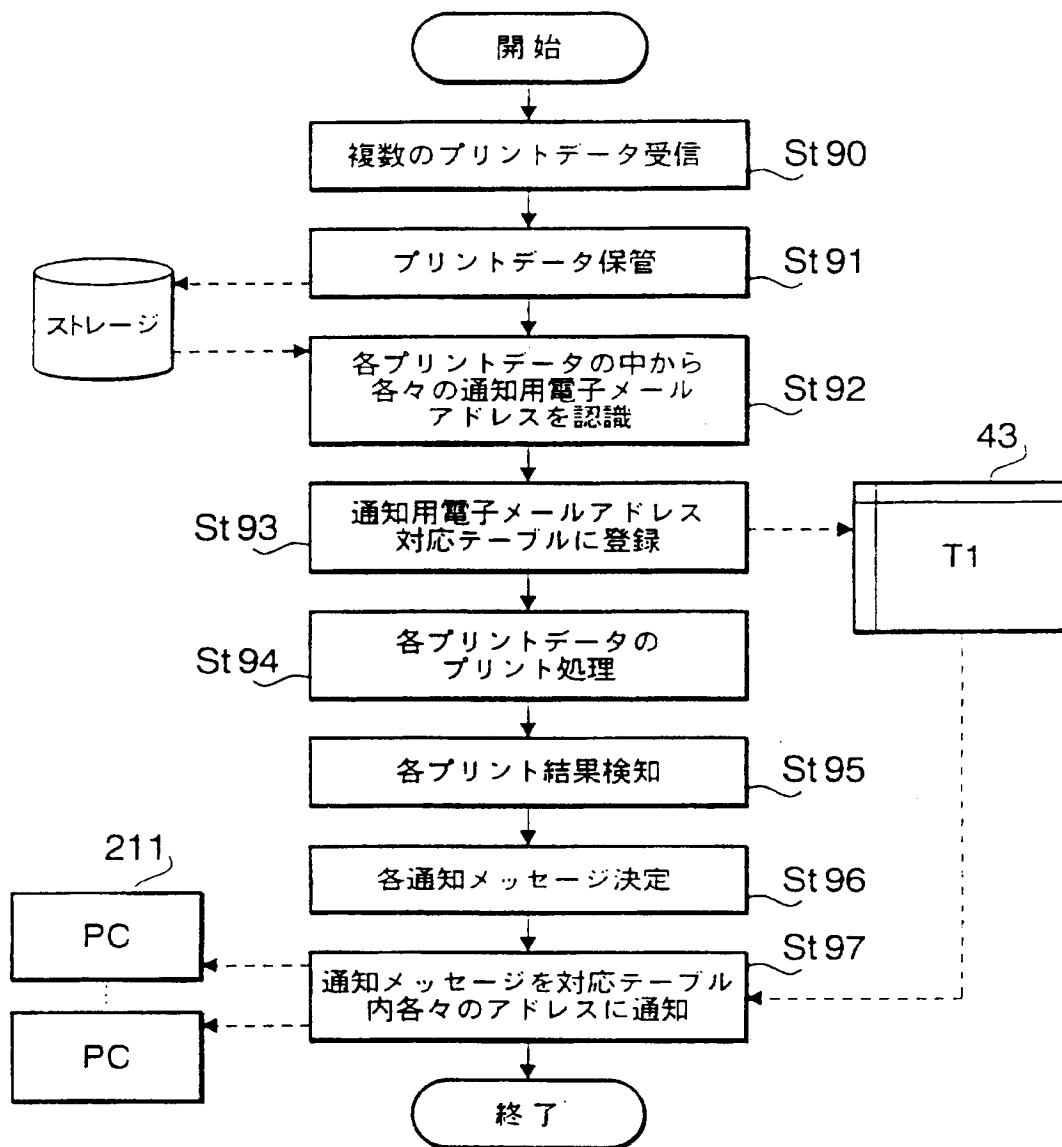 開始
複数のプリントデータ受信
St90
プリントデータ保管
St91
ストレージ
各プリントデータの中から
各々の通知用電子メール
アドレスを認識
St92
43
St93
通知用電子メールアドレス
対応テーブルに登録
T1
St94
各プリントデータの
プリント処理
各プリント結果検知
St95
211
各通知メッセージ決定
St96
PC
St97
通知メッセージを対応テーブル
内各々のアドレスに通知
PC
終了